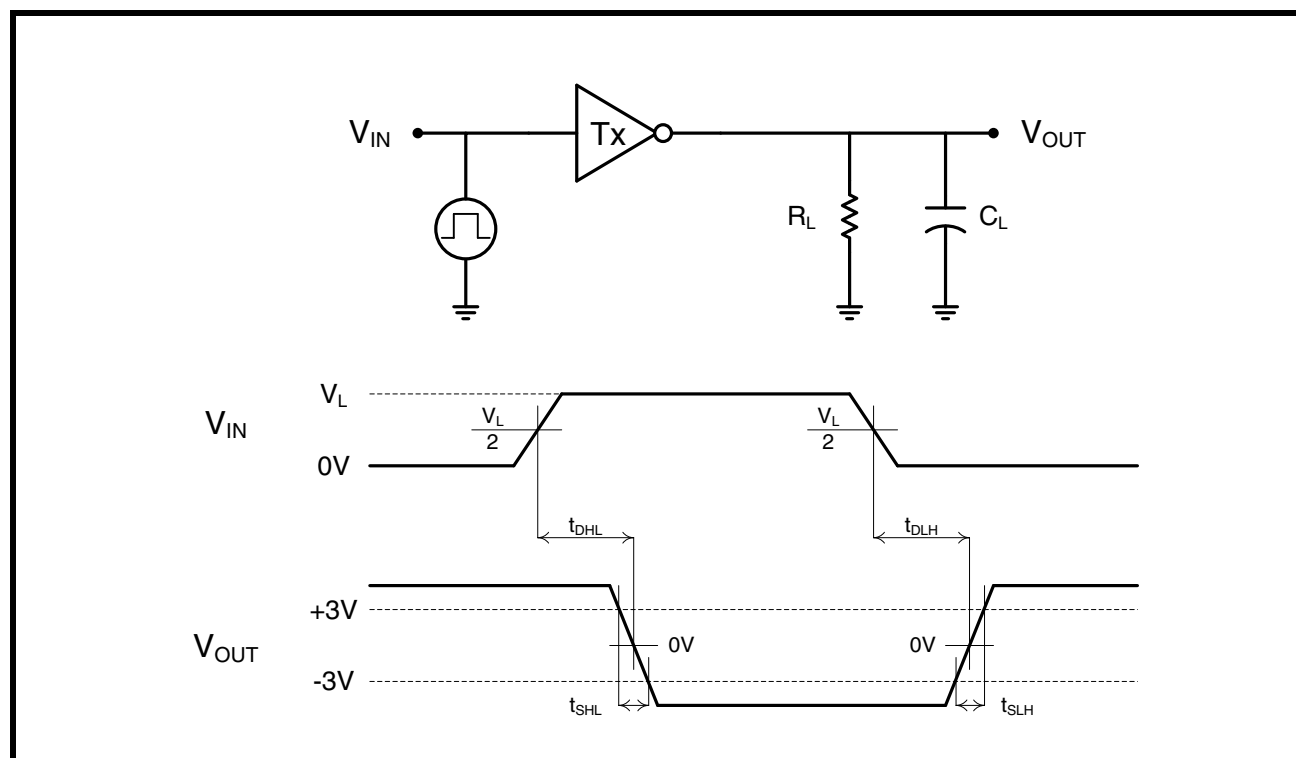 V_IN Tx V_OUT
R_L C_L
V_L
V_IN V_L/2 V_L/2
0V
t_DHL t_DLH
+3V
V_OUT 0V 0V
-3V
t_SHL t_SLH